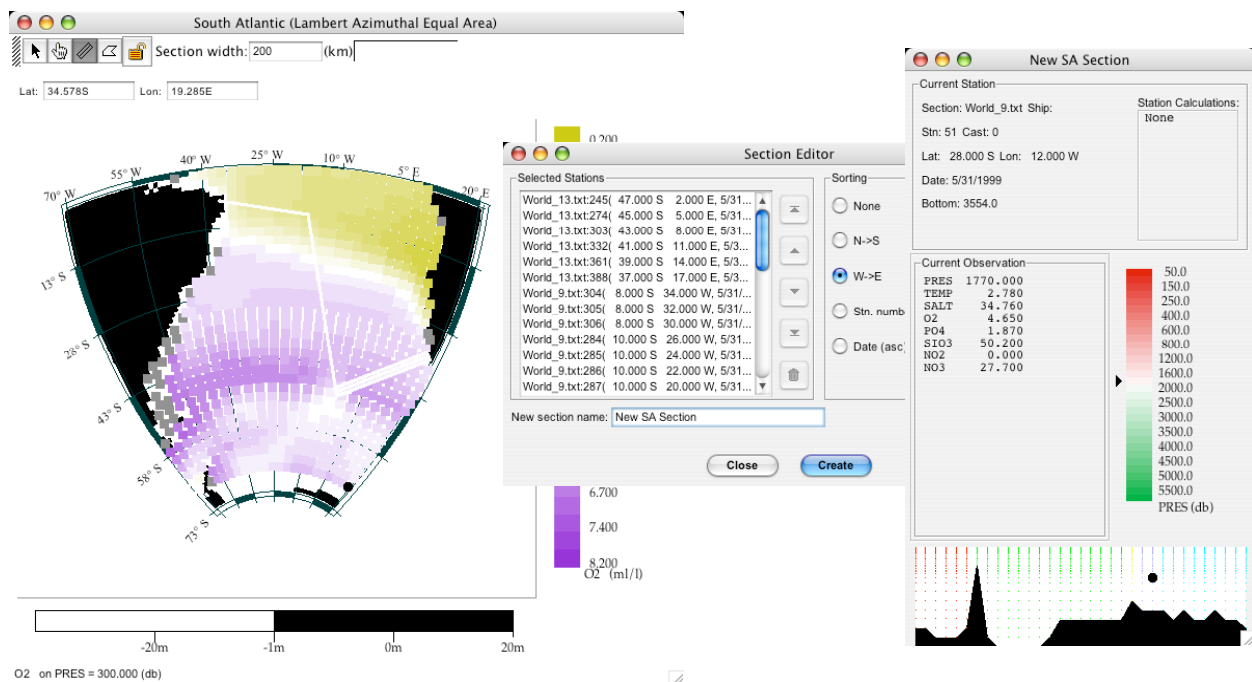 South Atlantic (Lambert Azimuthal Equal Area)
Section width: 200 (km)
Lat: 34.578S Lon: 19.285E
70° W
55° W
40° W
25° W
10° W
5° E
20° E
13° S
28° S
43° S
58° S
73° S
0.200
6.700
7.400
8.200
O2 (ml/l)
-20m -1m 0m 20m
O2 on PRES = 300.000 (db)
Section Editor
Selected Stations
World_13.txt:245( 47.000 S 2.000 E, 5/31...
World_13.txt:274( 45.000 S 5.000 E, 5/31...
World_13.txt:303( 43.000 S 8.000 E, 5/31...
World_13.txt:332( 41.000 S 11.000 E, 5/3...
World_13.txt:361( 39.000 S 14.000 E, 5/3...
World_13.txt:388( 37.000 S 17.000 E, 5/3...
World_9.txt:304( 8.000 S 34.000 W, 5/31/...
World_9.txt:305( 8.000 S 32.000 W, 5/31...
World_9.txt:306( 8.000 S 30.000 W, 5/31...
World_9.txt:284( 10.000 S 26.000 W, 5/31...
World_9.txt:285( 10.000 S 24.000 W, 5/31...
World_9.txt:286( 10.000 S 22.000 W, 5/31...
World_9.txt:287( 10.000 S 20.000 W, 5/31...
Sorting
None
N->S
W->E
Stn. numb
Date (asc)
New section name: New SA Section
Close Create
New SA Section
Current Station
Section: World_9.txt Ship:
Stn: 51 Cast: 0
Lat: 28.000 S Lon: 12.000 W
Date: 5/31/1999
Bottom: 3554.0
Station Calculations:
None
Current Observation
PRES 1770.000
TEMP 2.780
SALT 34.760
O2 4.650
PO4 1.870
SIO3 50.200
NO2 0.000
NO3 27.700
50.0
150.0
250.0
400.0
600.0
800.0
1200.0
1600.0
2000.0
2500.0
3000.0
3500.0
4000.0
4500.0
5000.0
5500.0
PRES (db)